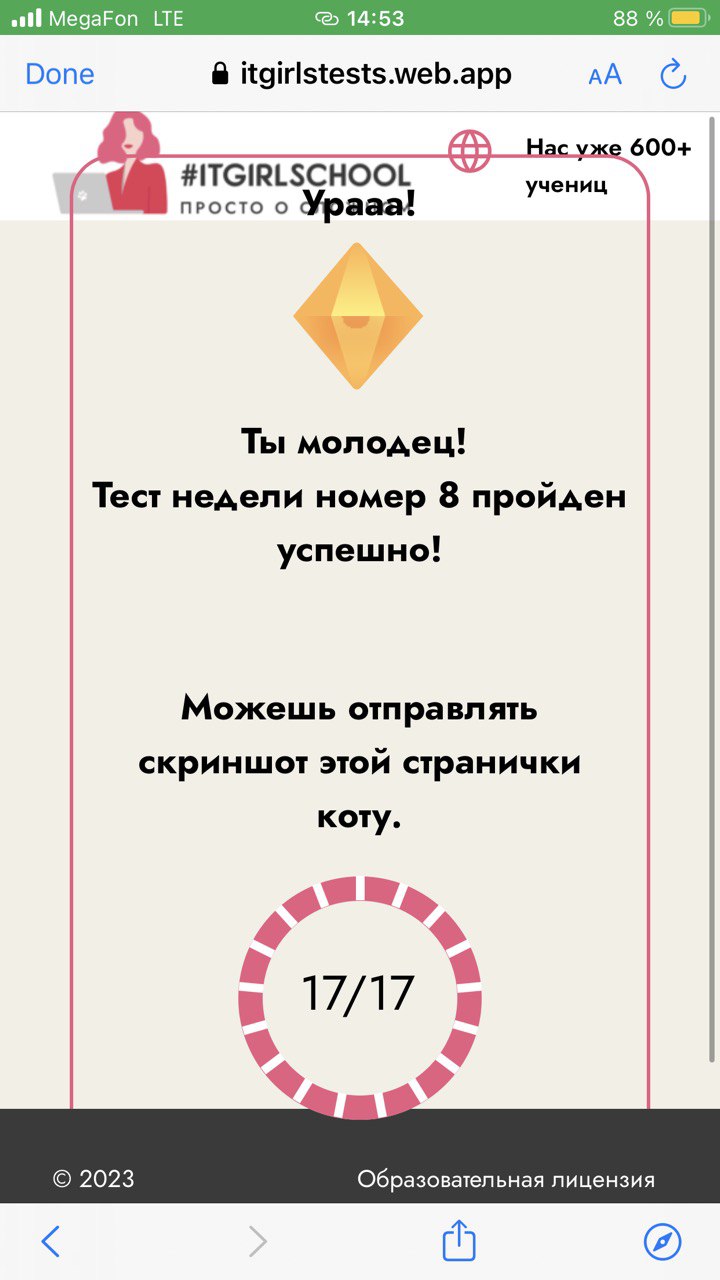 MegaFon LTE 14:53 88 %
Done itgirlstests.web.app AA
#ITGIRLSCHOOL
Нас уже 600+
учениц
ПРОСТО О
Урааа!
Ты молодец!
Тест недели номер 8 пройден
успешно!
Можешь отправлять
скриншот этой странички
коту.
17/17
© 2023 Образовательная лицензия